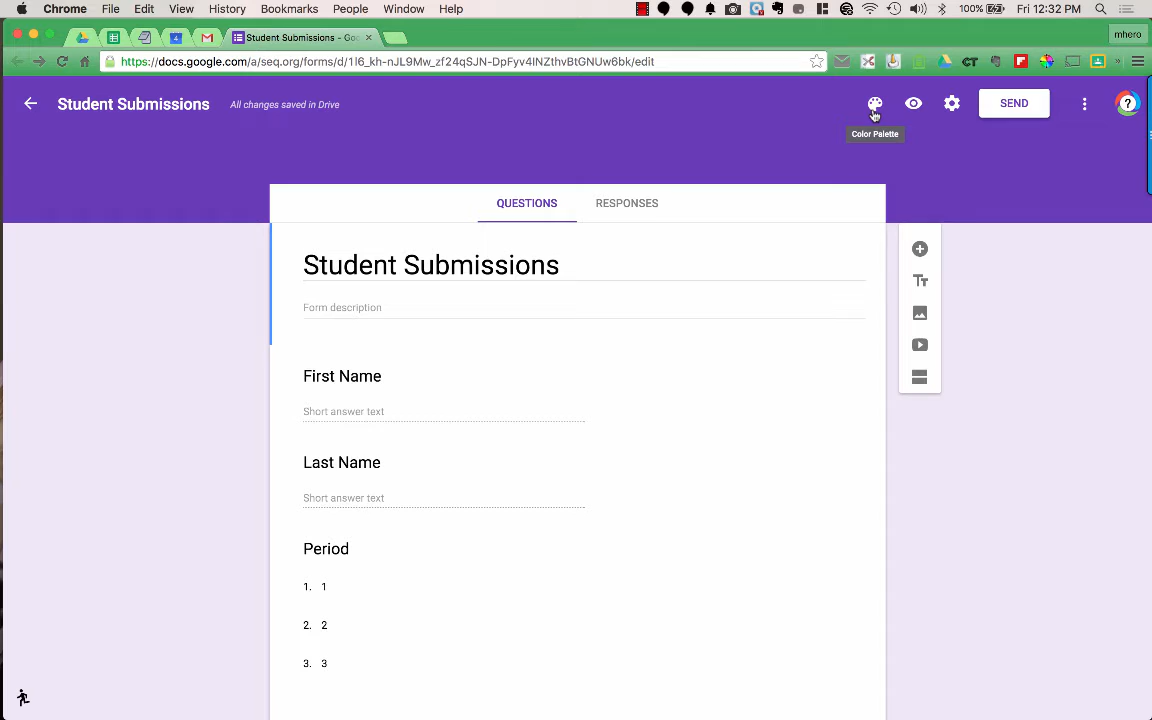 Chrome File Edit View History Bookmarks People Window Help 100% Fri 12:32 PM
Student Submissions - Go
mhero
https://docs.google.com/a/seq.org/forms/d/1I6_kh-nJL9Mw_zf24qSJN-DpFyv4INZthvBtGNUw6bk/edit
CT
Student Submissions All changes saved in Drive SEND
Color Palette
QUESTIONS RESPONSES
Student Submissions
Form description
First Name
Short answer text
Last Name
Short answer text
Period
1. 1
2. 2
3. 3